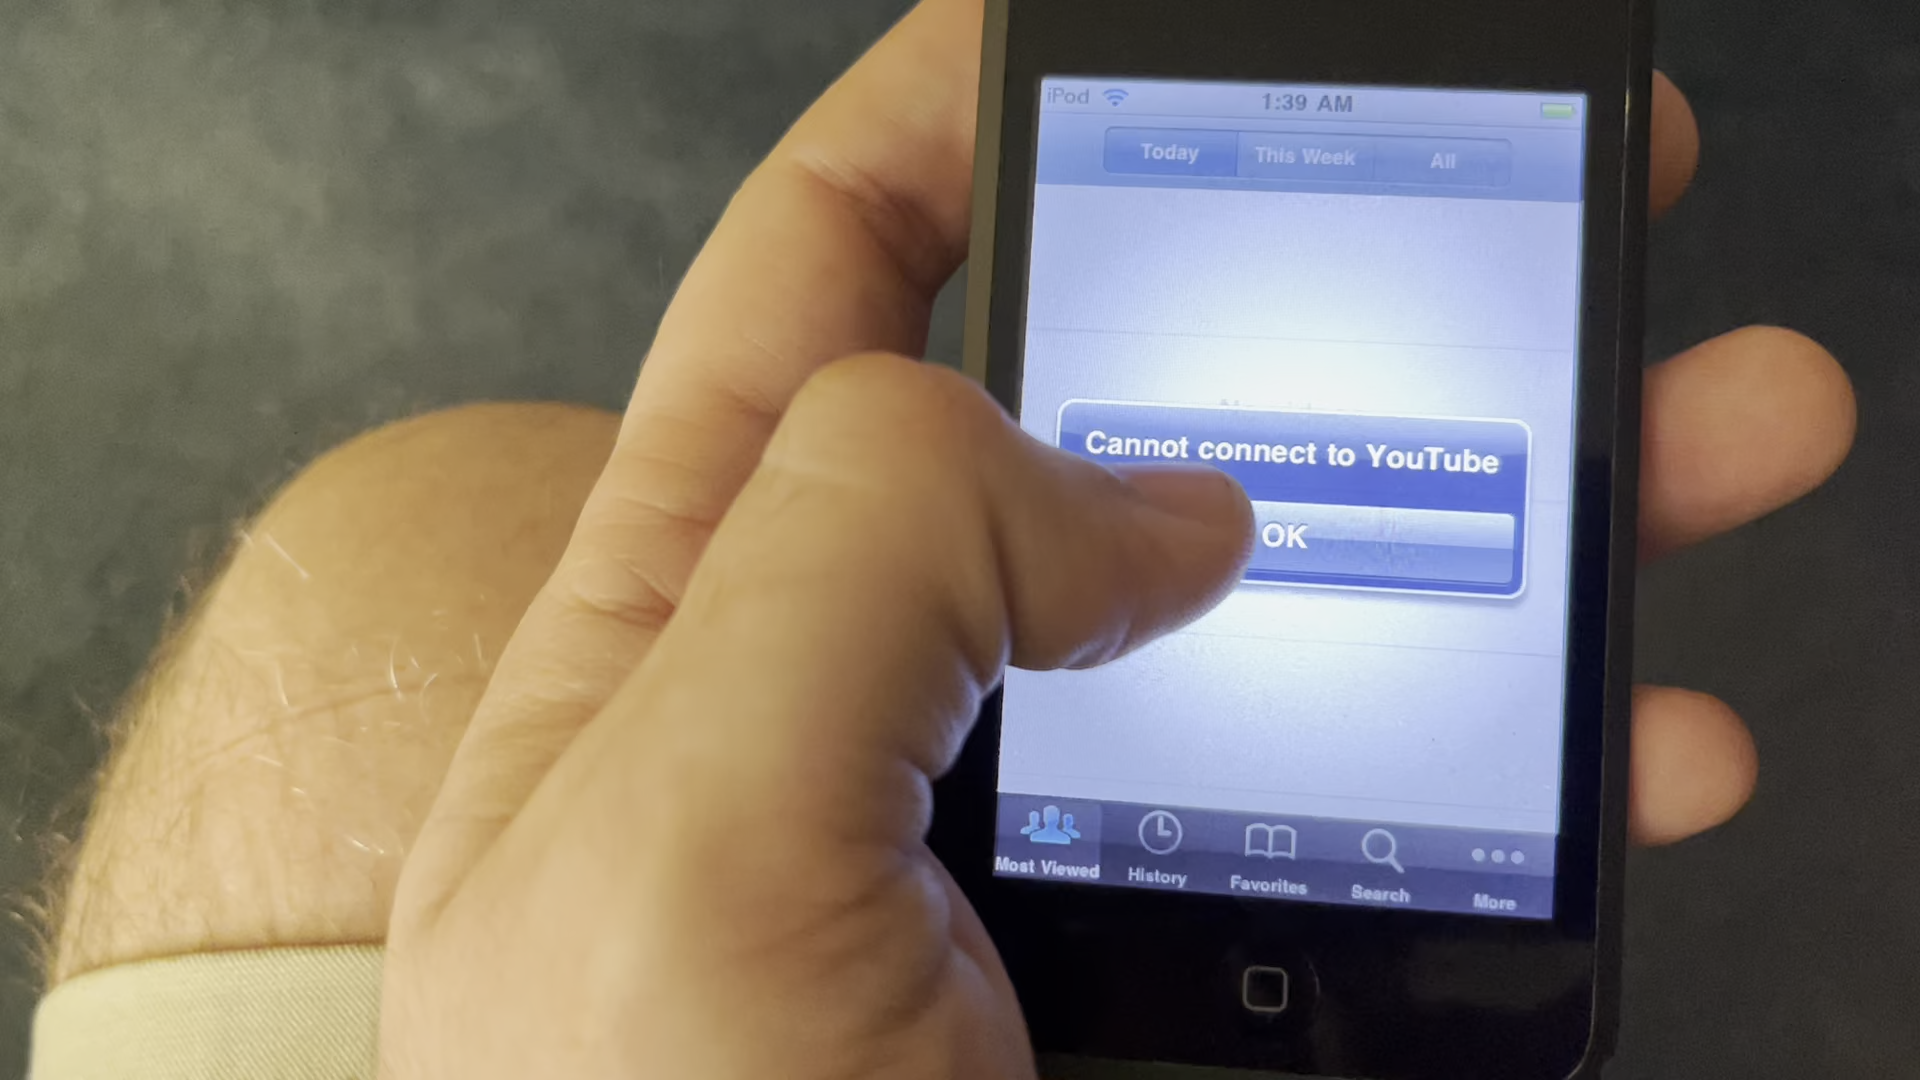 iPod
1:39 AM
Today
This Week
All
Cannot connect to YouTube
OK
Most Viewed
History
Favorites
Search
More